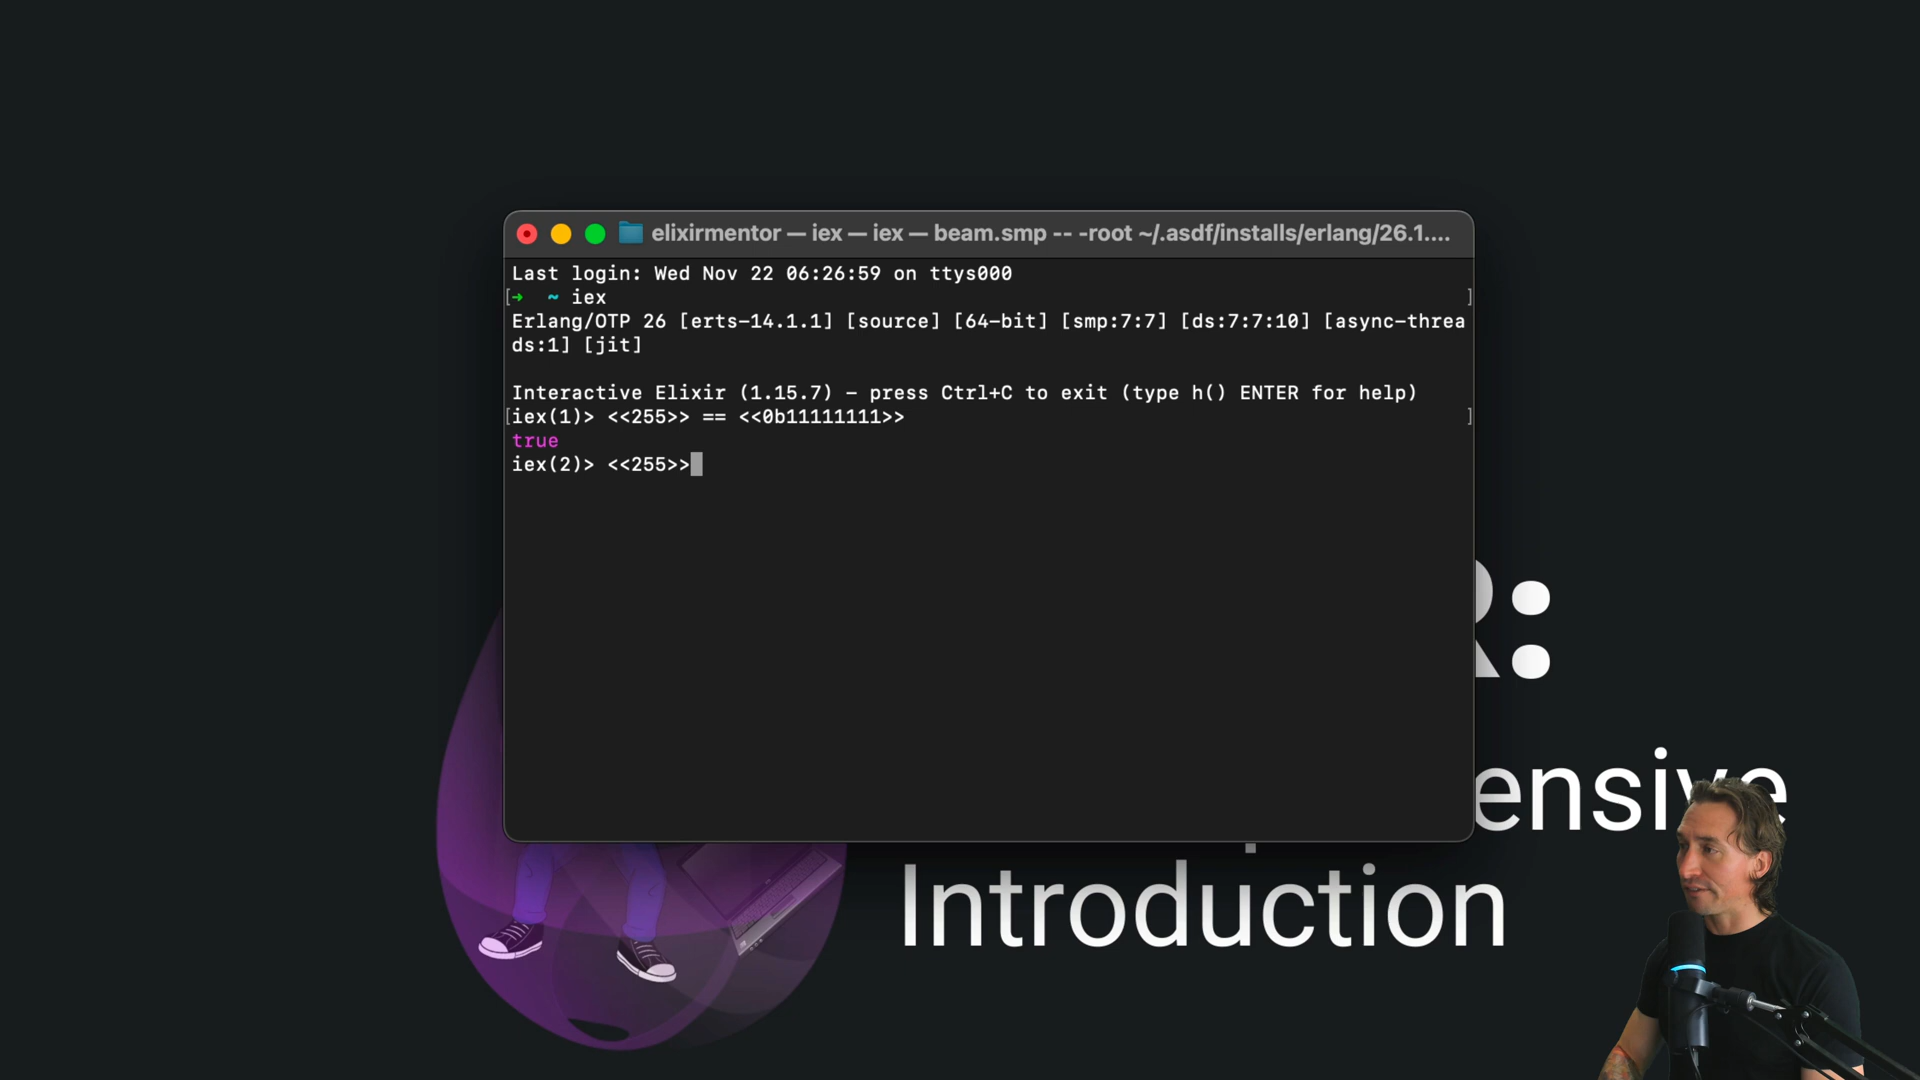 elixirmentor — iex — iex — beam.smp -- -root ~/.asdf/installs/erlang/26.1....
Last login: Wed Nov 22 06:26:59 on ttys000
[➜  ~ iex ]
Erlang/OTP 26 [erts-14.1.1] [source] [64-bit] [smp:7:7] [ds:7:7:10] [async-threa
ds:1] [jit]
Interactive Elixir (1.15.7) - press Ctrl+C to exit (type h() ENTER for help)
[iex(1)> <<255>> == <<0b11111111>> ]
true
iex(2)> <<255>>
R:
ensive
Introduction